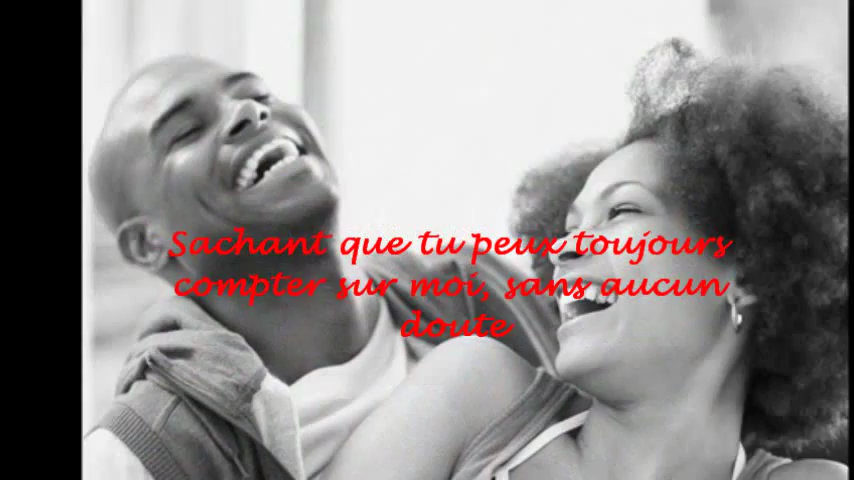 Sachant que tu peux toujours
compter sur moi, sans aucun
doute